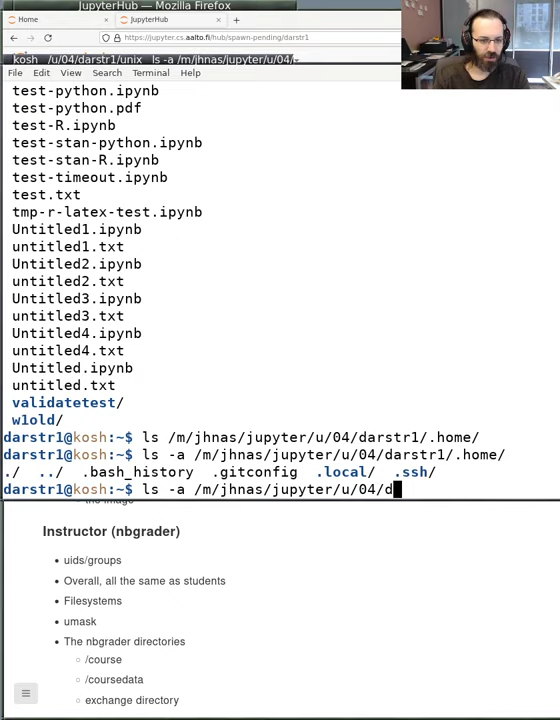 JupyterHub — Mozilla Firefox
Home × JupyterHub ×
https://jupyter.cs.aalto.fi/hub/spawn-pending/darstr1
kosh /u/04/darstr1/unix ls -a /m/jhnas/jupyter/u/04/
File Edit View Search Terminal Help
test-python.ipynb
test-python.pdf
test-R.ipynb
test-stan-python.ipynb
test-stan-R.ipynb
test-timeout.ipynb
test.txt
tmp-r-latex-test.ipynb
Untitled1.ipynb
untitled1.txt
Untitled2.ipynb
untitled2.txt
Untitled3.ipynb
untitled3.txt
Untitled4.ipynb
untitled4.txt
Untitled.ipynb
untitled.txt
validatetest/
w1old/
darstr1@kosh:~$ ls /m/jhnas/jupyter/u/04/darstr1/.home/
darstr1@kosh:~$ ls -a /m/jhnas/jupyter/u/04/darstr1/.home/
./ ../ .bash_history .gitconfig .local/ .ssh/
darstr1@kosh:~$ ls -a /m/jhnas/jupyter/u/04/d
the image
Instructor (nbgrader)
• uids/groups
• Overall, all the same as students
• Filesystems
• umask
• The nbgrader directories
◦ /course
◦ /coursedata
◦ exchange directory